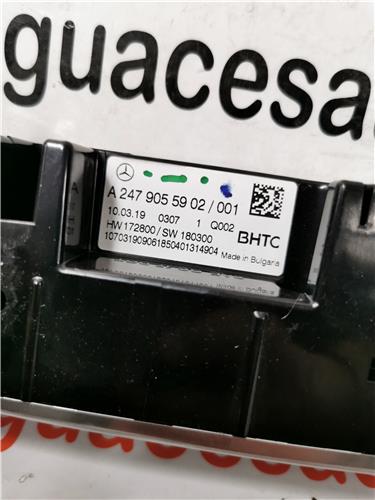 guacesa
A 247 905 59 02 / 001
10.03.19 0307 1 Q002
HW 172800 / SW 180300
BHTC
107031909061850401314904
Made in Bulgaria
guacesa